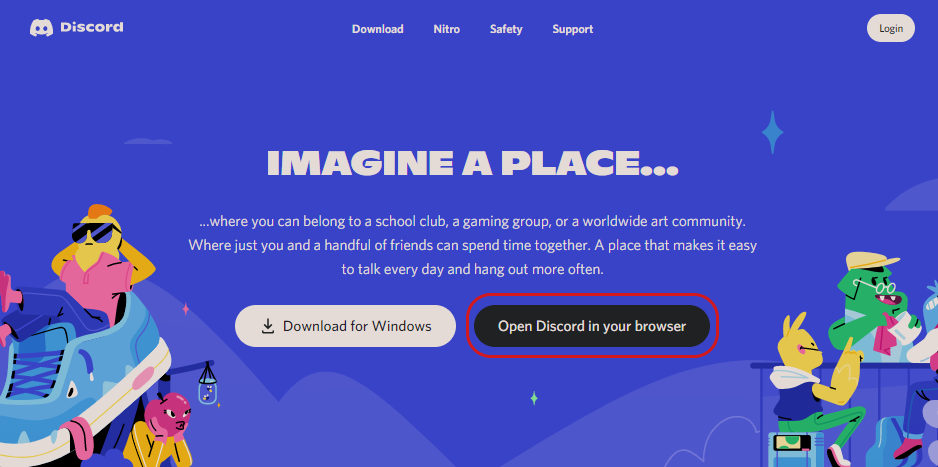 Discord
Download
Nitro
Safety
Support
Login
IMAGINE A PLACE...
...where you can belong to a school club, a gaming group, or a worldwide art community.
Where just you and a handful of friends can spend time together. A place that makes it easy
to talk every day and hang out more often.
Download for Windows
Open Discord in your browser